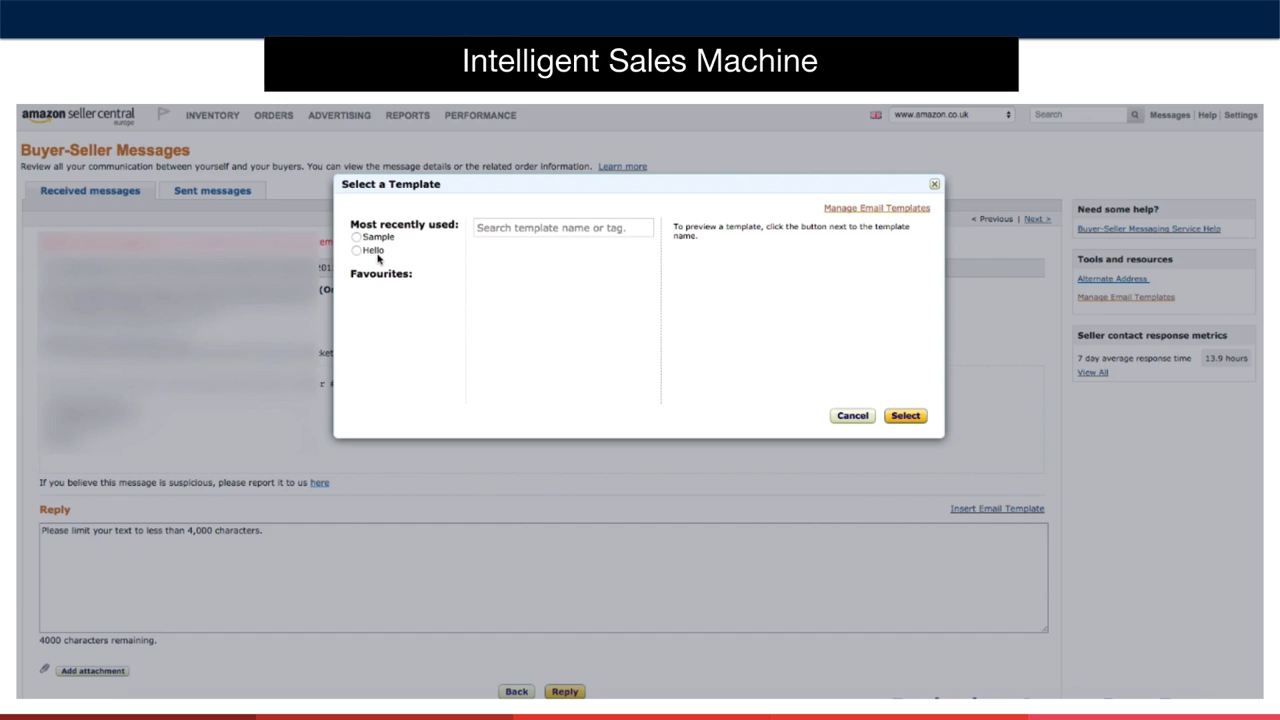 Intelligent Sales Machine
amazon seller central
europe
INVENTORY ORDERS ADVERTISING REPORTS PERFORMANCE
www.amazon.co.uk
Search
Messages | Help | Settings
Buyer-Seller Messages
Review all your communication between yourself and your buyers. You can view the message details or the related order information. Learn more
Received messages
Sent messages
< Previous | Next >
Select a Template
Manage Email Templates
Most recently used:
Sample
Hello
Favourites:
Search template name or tag.
To preview a template, click the button next to the template
name.
Cancel
Select
Need some help?
Buyer-Seller Messaging Service Help
Tools and resources
Alternate Address
Manage Email Templates
Seller contact response metrics
7 day average response time 13.9 hours
View All
If you believe this message is suspicious, please report it to us here
Reply
Insert Email Template
Please limit your text to less than 4,000 characters.
4000 characters remaining.
Add attachment
Back
Reply